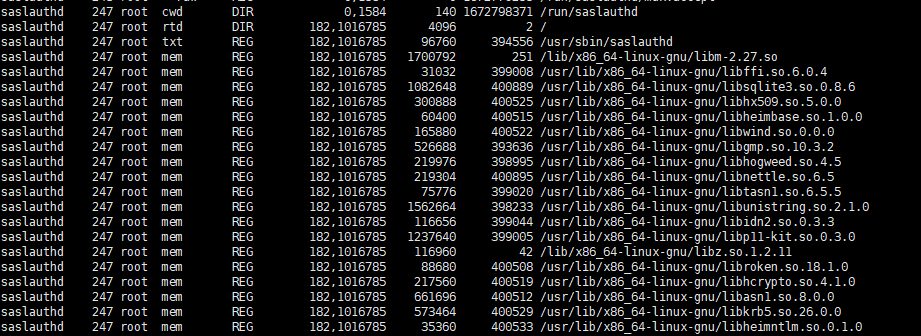 saslauthd 247 root cwd DIR 0,1584 140 1672798371 /run/saslauthd
saslauthd 247 root rtd DIR 182,1016785 4096 2 /
saslauthd 247 root txt REG 182,1016785 96760 394556 /usr/sbin/saslauthd
saslauthd 247 root mem REG 182,1016785 1700792 251 /lib/x86_64-linux-gnu/libm-2.27.so
saslauthd 247 root mem REG 182,1016785 31032 399008 /usr/lib/x86_64-linux-gnu/libffi.so.6.0.4
saslauthd 247 root mem REG 182,1016785 1082648 400889 /usr/lib/x86_64-linux-gnu/libsqlite3.so.0.8.6
saslauthd 247 root mem REG 182,1016785 300888 400525 /usr/lib/x86_64-linux-gnu/libhx509.so.5.0.0
saslauthd 247 root mem REG 182,1016785 60400 400515 /usr/lib/x86_64-linux-gnu/libheimbase.so.1.0.0
saslauthd 247 root mem REG 182,1016785 165880 400522 /usr/lib/x86_64-linux-gnu/libwind.so.0.0.0
saslauthd 247 root mem REG 182,1016785 526688 393636 /usr/lib/x86_64-linux-gnu/libgmp.so.10.3.2
saslauthd 247 root mem REG 182,1016785 219976 398995 /usr/lib/x86_64-linux-gnu/libhogweed.so.4.5
saslauthd 247 root mem REG 182,1016785 219304 400895 /usr/lib/x86_64-linux-gnu/libnettle.so.6.5
saslauthd 247 root mem REG 182,1016785 75776 399020 /usr/lib/x86_64-linux-gnu/libtasn1.so.6.5.5
saslauthd 247 root mem REG 182,1016785 1562664 398233 /usr/lib/x86_64-linux-gnu/libunistring.so.2.1.0
saslauthd 247 root mem REG 182,1016785 116656 399044 /usr/lib/x86_64-linux-gnu/libidn2.so.0.3.3
saslauthd 247 root mem REG 182,1016785 1237640 399005 /usr/lib/x86_64-linux-gnu/libp11-kit.so.0.3.0
saslauthd 247 root mem REG 182,1016785 116960 42 /lib/x86_64-linux-gnu/libz.so.1.2.11
saslauthd 247 root mem REG 182,1016785 88680 400508 /usr/lib/x86_64-linux-gnu/libroken.so.18.1.0
saslauthd 247 root mem REG 182,1016785 217560 400519 /usr/lib/x86_64-linux-gnu/libhcrypto.so.4.1.0
saslauthd 247 root mem REG 182,1016785 661696 400512 /usr/lib/x86_64-linux-gnu/libasn1.so.8.0.0
saslauthd 247 root mem REG 182,1016785 573464 400529 /usr/lib/x86_64-linux-gnu/libkrb5.so.26.0.0
saslauthd 247 root mem REG 182,1016785 35360 400533 /usr/lib/x86_64-linux-gnu/libheimntlm.so.0.1.0